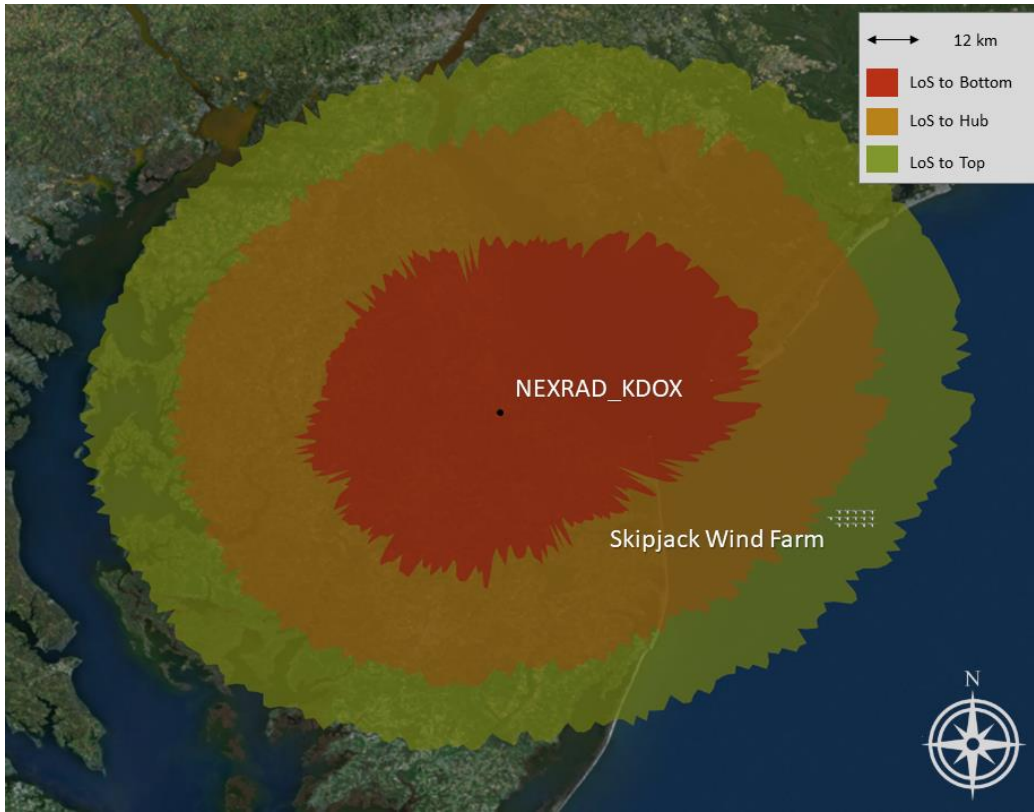 12 km
LoS to Bottom
LoS to Hub
LoS to Top
NEXRAD_KDOX
Skipjack Wind Farm
N